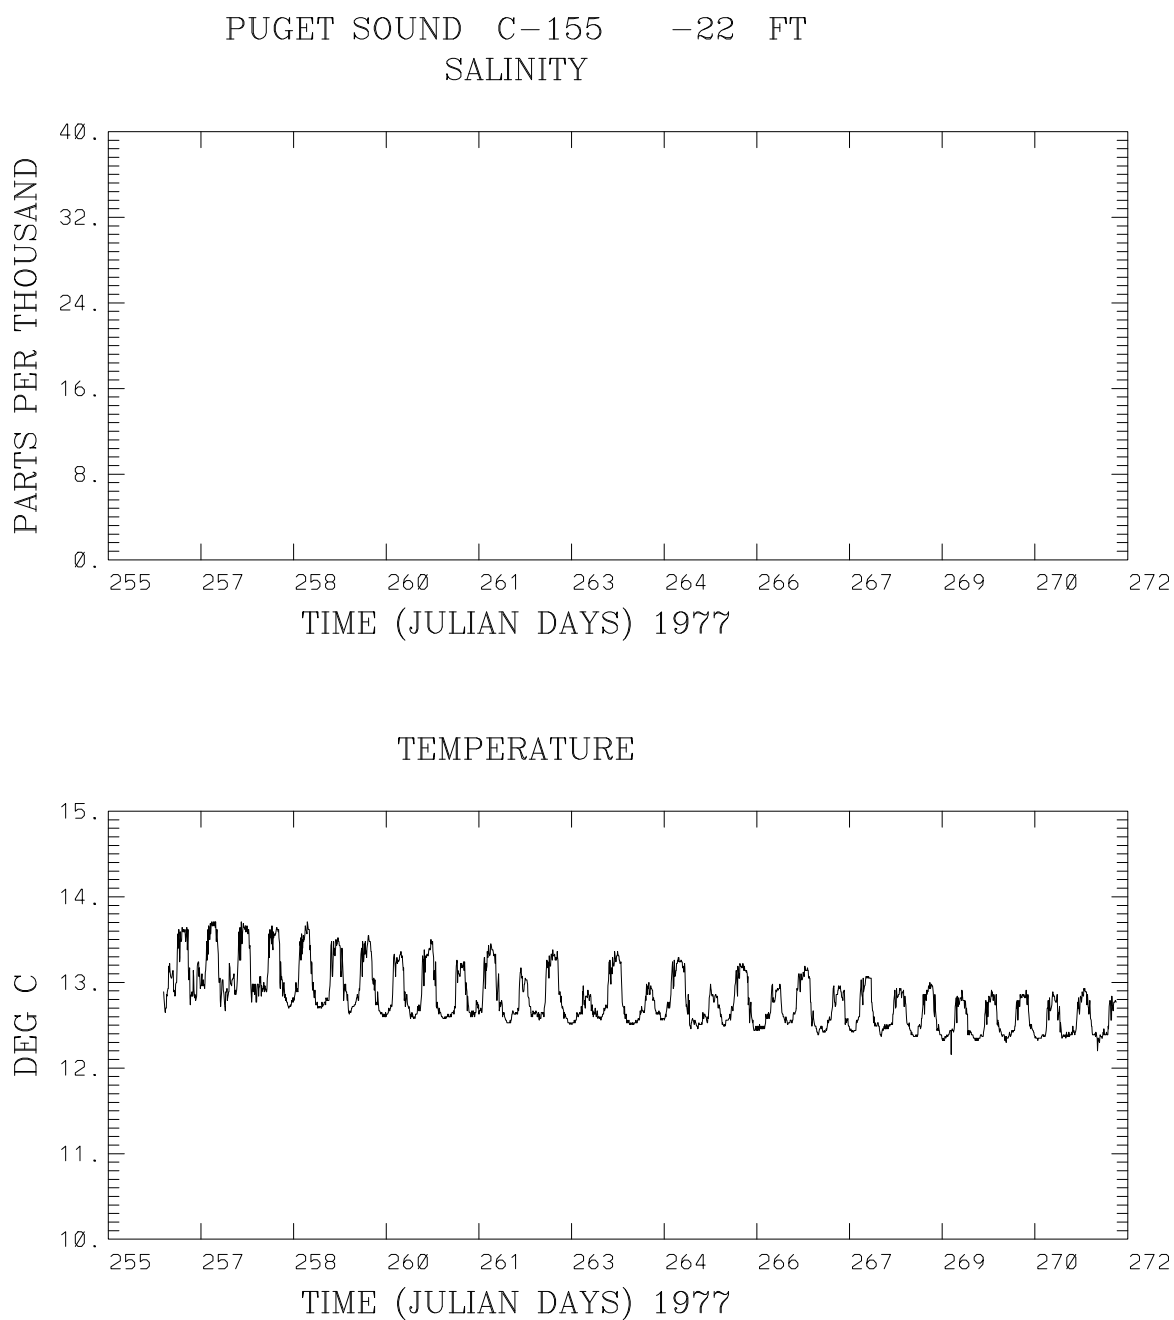 PUGET SOUND C-155 -22 FT
SALINITY
40.
32.
24.
16.
8.
0.
PARTS PER THOUSAND
255 257 258 260 261 263 264 266 267 269 270 272
TIME (JULIAN DAYS) 1977
TEMPERATURE
15.
14.
13.
12.
11.
10.
DEG C
255 257 258 260 261 263 264 266 267 269 270 272
TIME (JULIAN DAYS) 1977